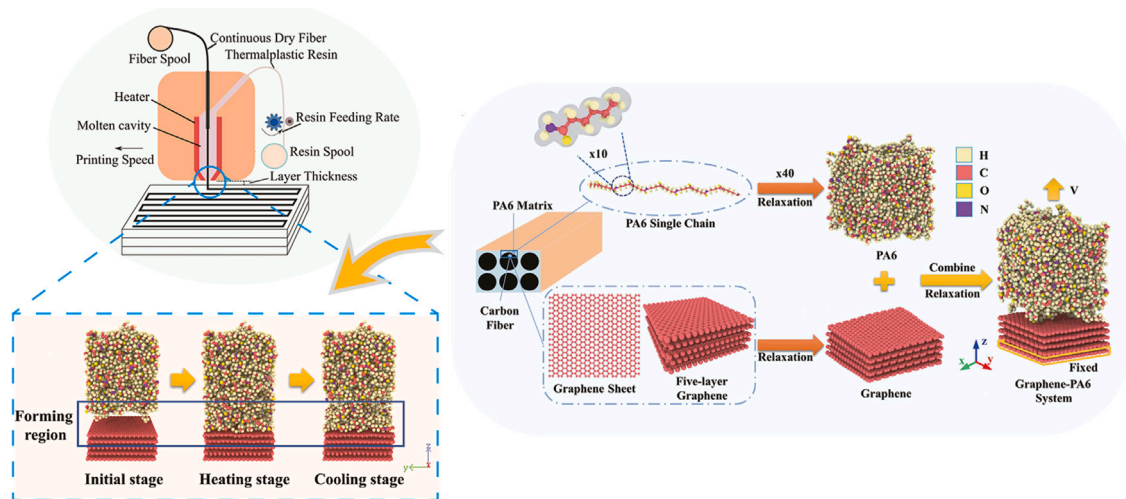 Continuous Dry Fiber
Thermalplastic Resin
Fiber Spool
Heater
Resin Feeding Rate
Molten cavity
Printing Speed
Resin Spool
Layer Thickness
x10
PA6 Matrix
PA6 Single Chain
x40
Relaxation
PA6
H
C
O
N
V
Carbon
Fiber
Graphene Sheet
Five-layer
Graphene
Relaxation
Graphene
Combine
Relaxation
z
x
y
Fixed
Graphene-PA6
System
Forming
region
Initial stage
Heating stage
Cooling stage
y
z
x